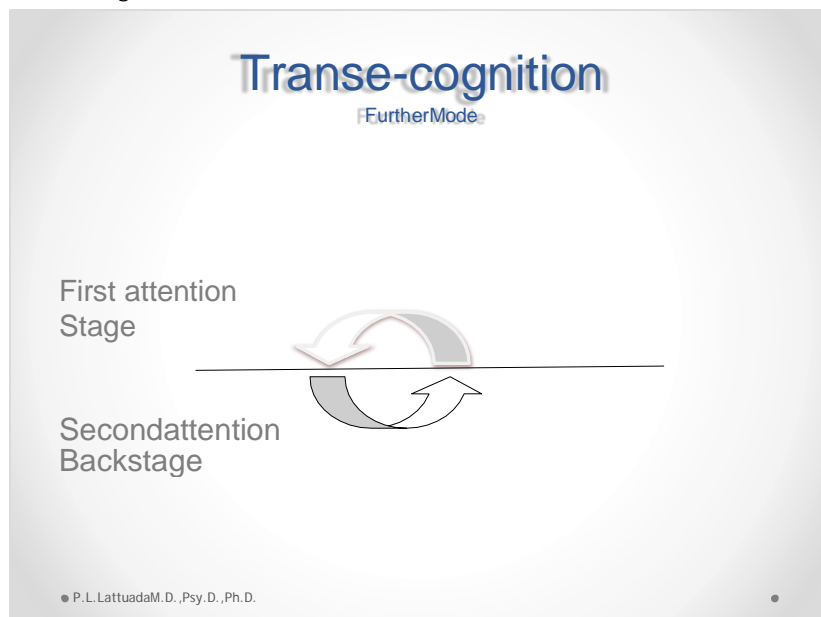 Transe-cognition
FurtherMode
First attention
Stage
Secondattention
Backstage
P.L.LattuadaM.D.,Psy.D.,Ph.D.